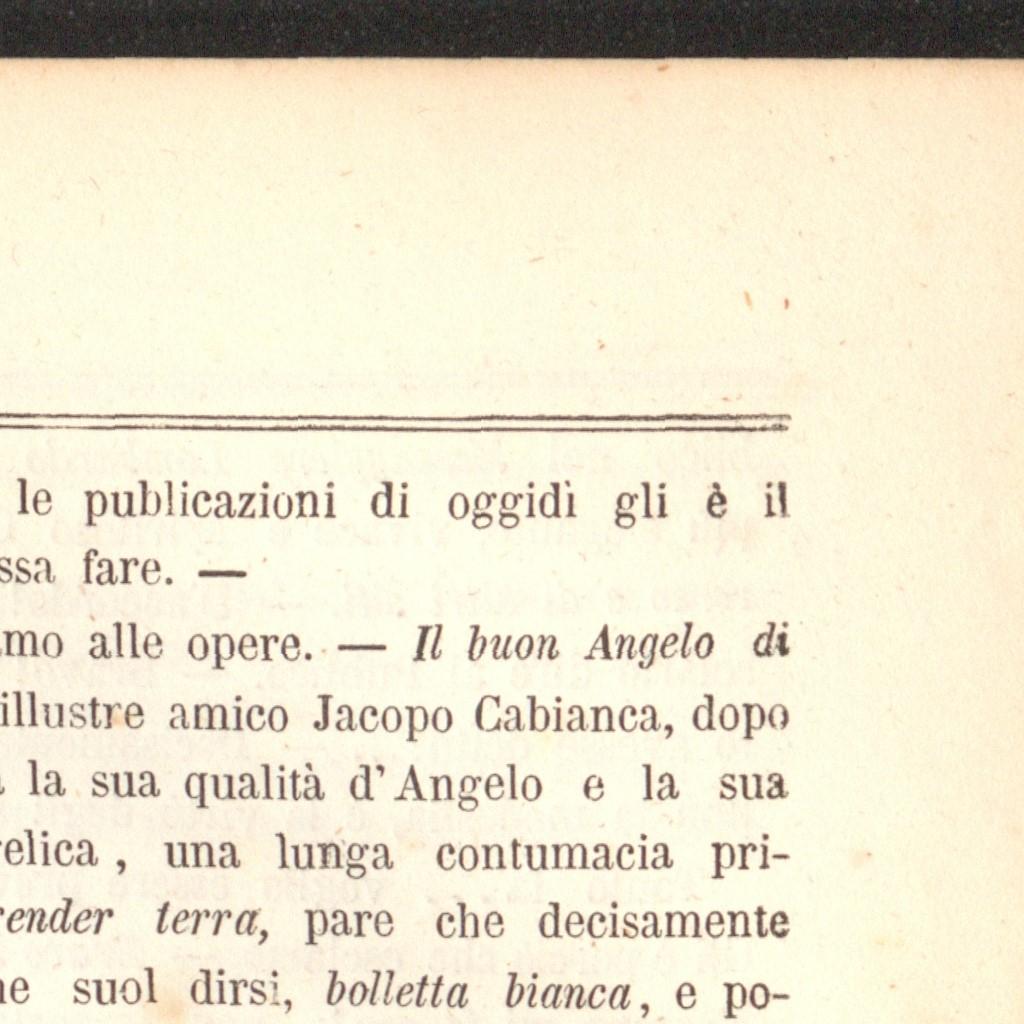 le publicazioni di oggidì gli è il
ssa fare. —
mo alle opere. — Il buon Angelo di
illustre amico Jacopo Cabianca, dopo
la sua qualità d'Angelo e la sua
elica, una lunga contumacia pri-
render terra, pare che decisamente
ne suol dirsi, bolletta bianca, e po-